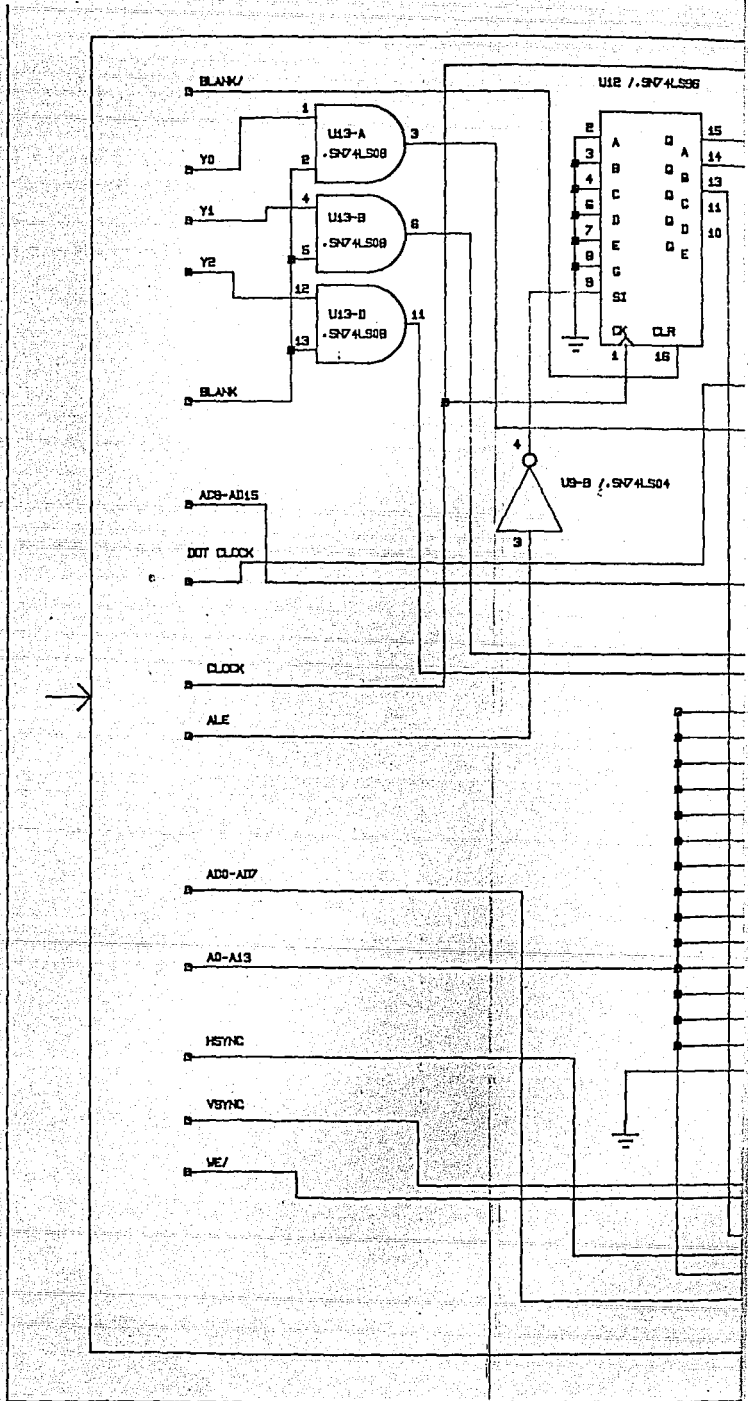 BLANK/
U12 /.SN74LS96
1
U13-A
3
.SN74LS08
2
Y0
4
U13-B
6
.SN74LS08
5
Y1
12
U13-D
11
.SN74LS08
13
Y2
BLANK
2 A Q A 15
3 B Q B 14
4 C Q C 13
6 D Q D 11
7 E Q E 10
8 G
9 SI
CK CLR
1 16
4
U9-B /.SN74LS04
3
AD8-AD15
DOT CLOCK
CLOCK
ALE
AD0-AD7
A0-A13
HSYNC
VSYNC
WE/